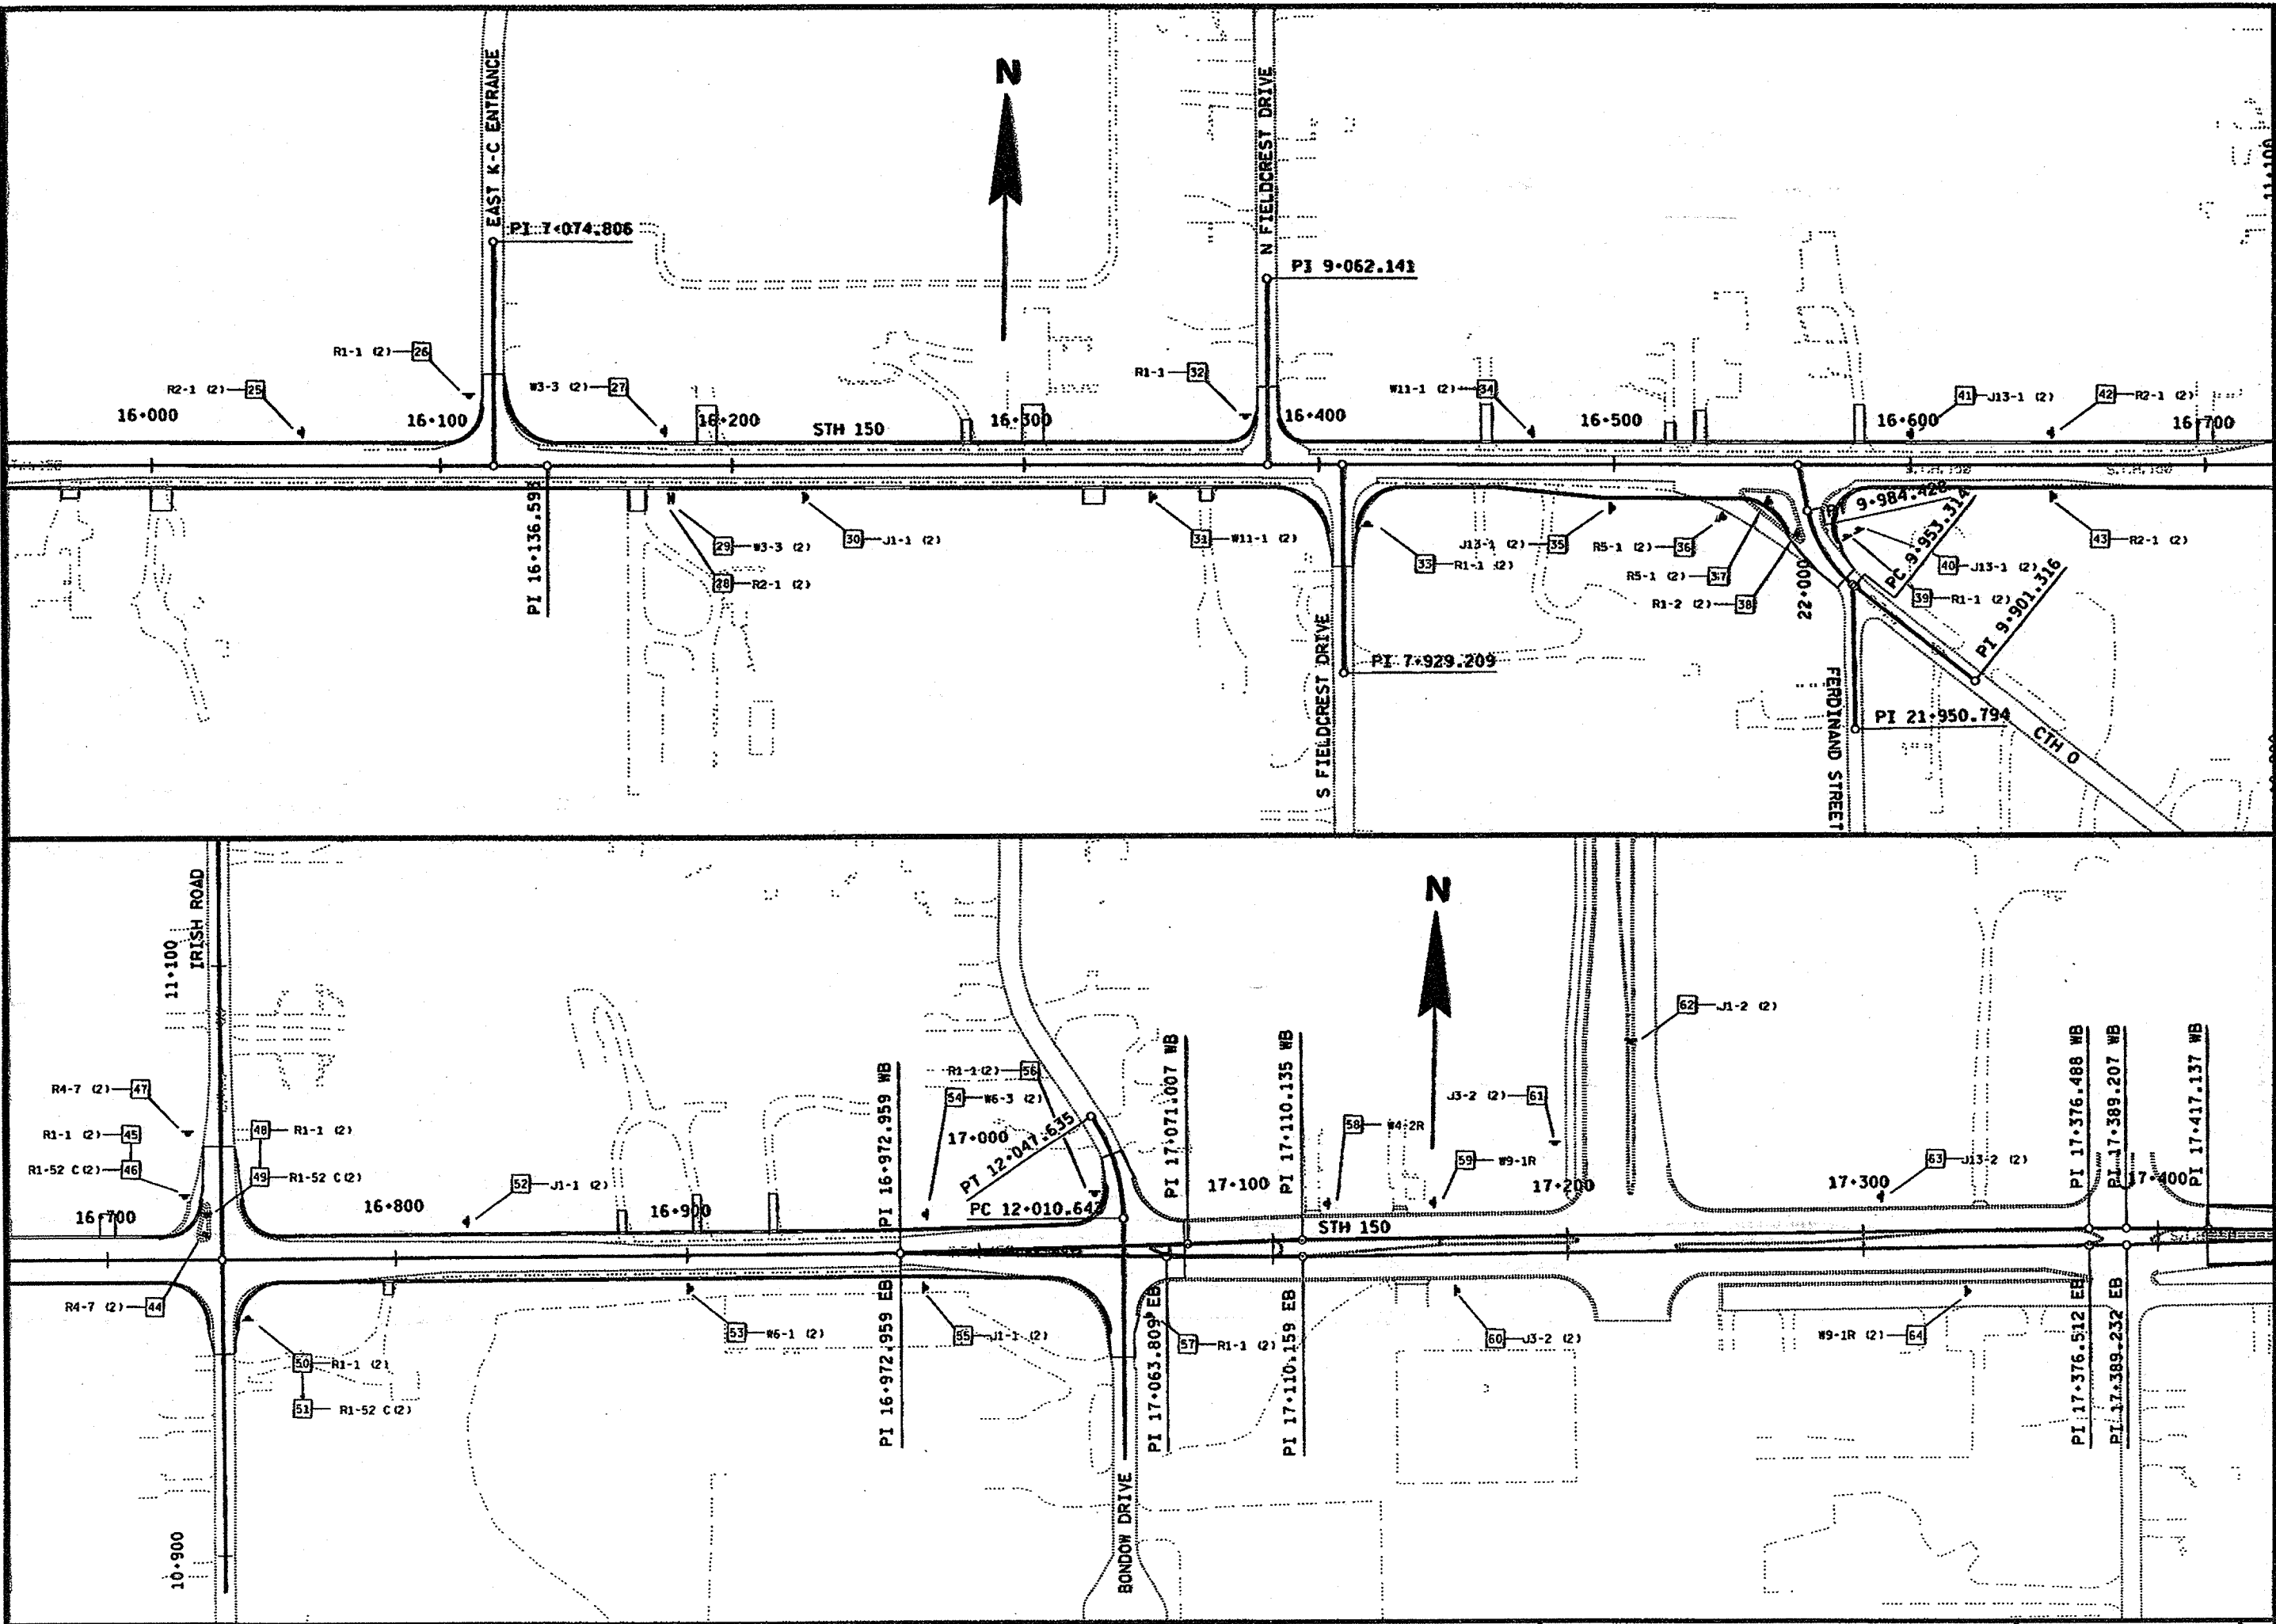 EAST K-C ENTRANCE
N
N FIELDCREST DRIVE
11+100
PI 7+074.806
PI 9+062.141
R1-1 (2) 26
R2-1 (2) 25
W3-3 (2) 27
R1-1 32
W11-1 (2) 34
41 J13-1 (2)
42 R2-1 (2)
16+000
16+100
16+200
STH 150
16+300
16+400
16+500
16+600
16+700
S.T.H. 150
S.T.H. 150
PI 16+136.593
29 W3-3 (2)
28 R2-1 (2)
30 J1-1 (2)
31 W11-1 (2)
33 R1-1 (2)
J13-1 (2) 35
R5-1 (2) 36
R5-1 (2) 37
R1-2 (2) 38
22+000
PT 9+984.428
PC 9+953.314
PI 9+901.316
40 J13-1 (2)
39 R1-1 (2)
43 R2-1 (2)
S FIELDCREST DRIVE
PI 7+929.209
FERDINAND STREET
PI 21+950.794
CTH O
IRISH ROAD
11+100
N
R4-7 (2) 47
R1-1 (2) 45
R1-52 C(2) 46
48 R1-1 (2)
49 R1-52 C(2)
16+700
16+800
52 J1-1 (2)
16+900
PI 16+972.959 WB
54 W6-3 (2)
R1-1(2) 56
17+000
PT 12+047.635
PC 12+010.642
PI 17+071.007 WB
17+100
PI 17+110.135 WB
58 W4-2R
59 W9-1R
J3-2 (2) 61
62 J1-2 (2)
17+200
STH 150
17+300
63 J13-2 (2)
PI 17+376.488 WB
PI 17+389.207 WB
17+400
PI 17+417.137 WB
R4-7 (2) 44
50 R1-1 (2)
51 R1-52 C(2)
53 W6-1 (2)
PI 16+972.959 EB
55 J1-1 (2)
PI 17+063.809 EB
57 R1-1 (2)
PI 17+110.159 EB
60 J3-2 (2)
W9-1R (2) 64
PI 17+376.512 EB
PI 17+389.232 EB
10+900
BONDOW DRIVE